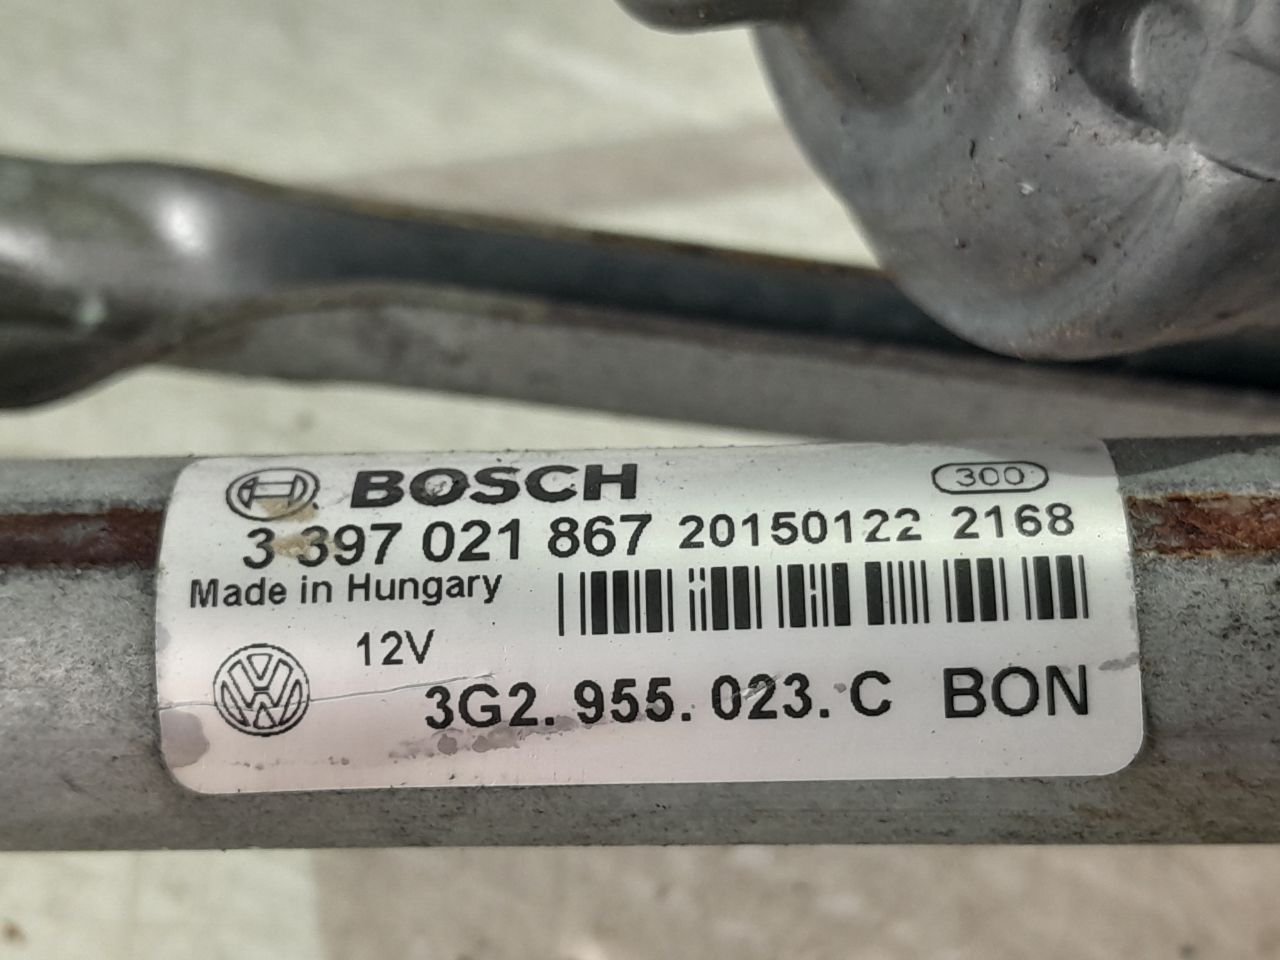 BOSCH 300
3 397 021 867 20150122 2168
Made in Hungary
12V
3G2. 955. 023. C BON